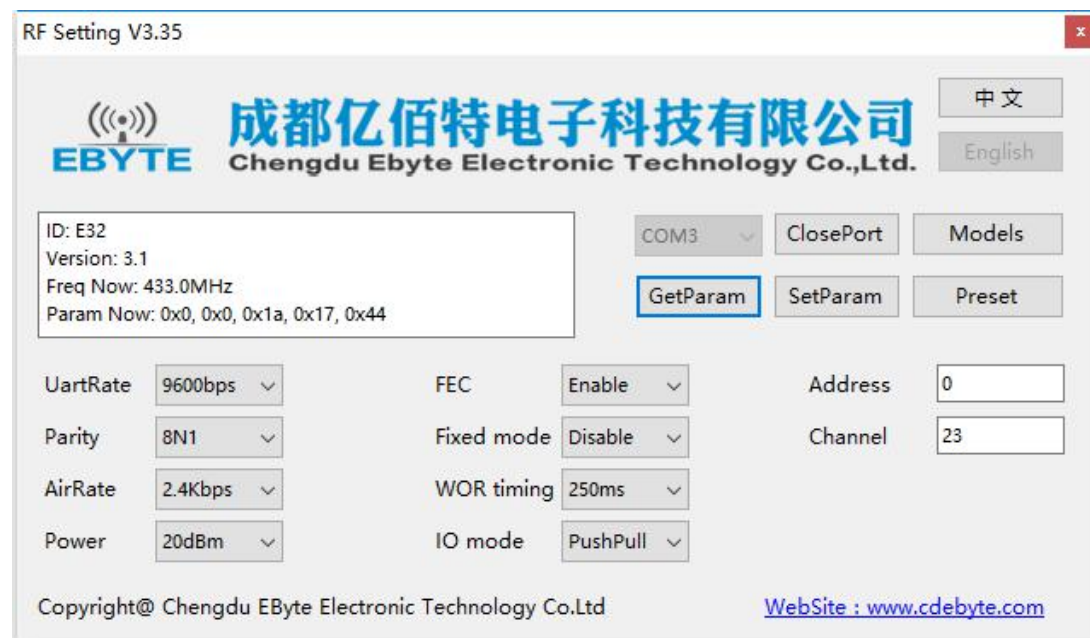 RF Setting V3.35
x
EBYTE
成都亿佰特电子科技有限公司
Chengdu Ebyte Electronic Technology Co.,Ltd.
中文
English
ID: E32
Version: 3.1
Freq Now: 433.0MHz
Param Now: 0x0, 0x0, 0x1a, 0x17, 0x44
COM3 ClosePort Models
GetParam SetParam Preset
UartRate 9600bps FEC Enable Address 0
Parity 8N1 Fixed mode Disable Channel 23
AirRate 2.4Kbps WOR timing 250ms
Power 20dBm IO mode PushPull
Copyright@ Chengdu EByte Electronic Technology Co.Ltd WebSite : www.cdebyte.com